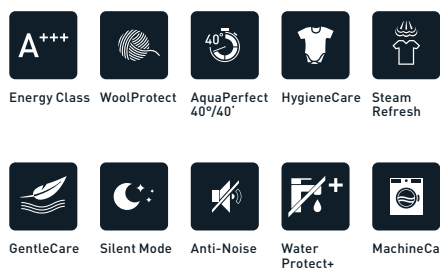 A+++
40°
Energy Class WoolProtect AquaPerfect HygieneCare Steam
40°/40' Refresh
GentleCare Silent Mode Anti-Noise Water MachineCa
Protect+